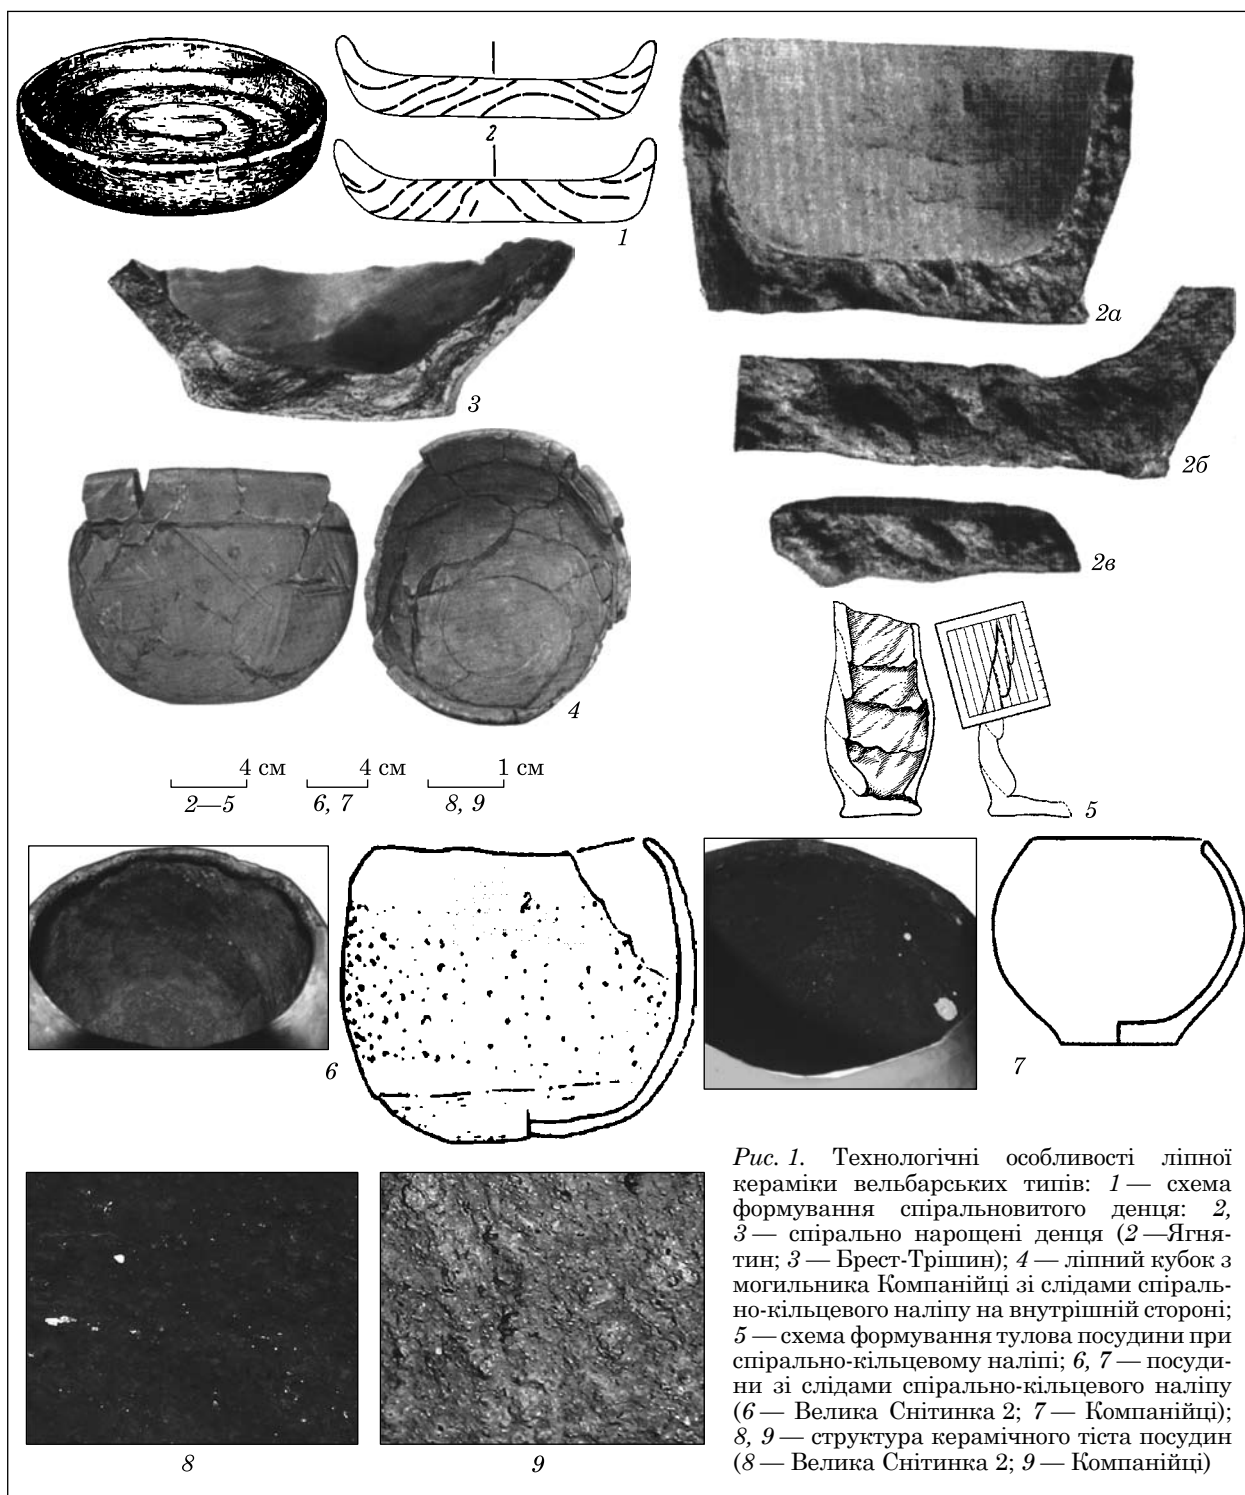 2
1
2а
3
2б
2в
4
5
4 см 4 см 1 см
2—5 6, 7 8, 9
2
6
7
8
9
Рис. 1. Технологічні особливості ліпної
кераміки вельбарських типів: 1 — схема
формування спіральновитого денця: 2,
3 — спірально нарощені денця (2 —Ягня-
тин; 3 — Брест-Трішин); 4 — ліпний кубок з
могильника Компанійці зі слідами спіраль-
но-кільцевого наліпу на внутрішній стороні;
5 — схема формування тулова посудини при
спірально-кільцевому наліпі; 6, 7 — посуди-
ни зі слідами спірально-кільцевого наліпу
(6 — Велика Снітинка 2; 7 — Компанійці);
8, 9 — структура керамічного тіста посудин
(8 — Велика Снітинка 2; 9 — Компанійці)